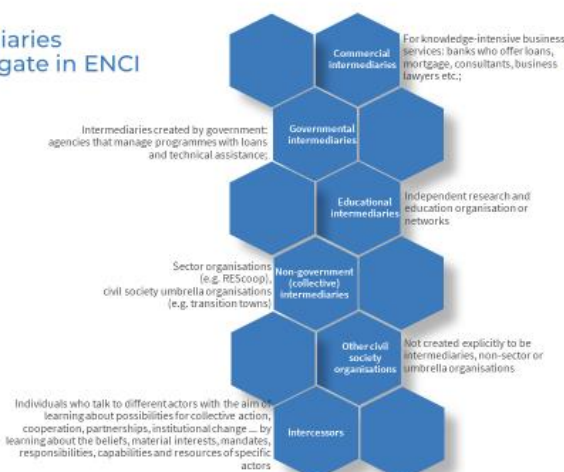 iaries
gate in ENCI
Commercial
intermediaries
For knowledge-intensive business
services: banks who offer loans,
mortgage, consultants, business
lawyers etc.;
Intermediaries created by government:
agencies that manage programmes with loans
and technical assistance;
Governmental
intermediaries
Educational
intermediaries
Independent research and
education organisation or
networks
Sector organisations
(e.g. REScoop),
civil society umbrella organisations
(e.g. transition towns)
Non-government
(collective)
intermediaries
Other civil
society
organisations
Not created explicitly to be
intermediaries, non-sector or
umbrella organisations
Individuals who talk to different actors with the aim of
learning about possibilities for collective action,
cooperation, partnerships, institutional change ... by
learning about the beliefs, material interests, mandates,
responsibilities, capabilities and resources of specific
actors
Intercessors